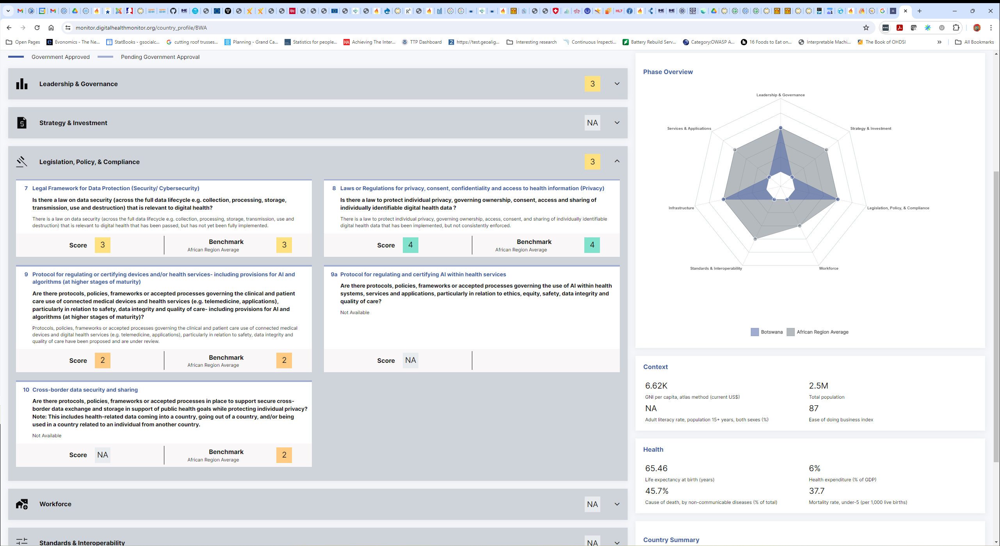 monitor.digitalhealthmonitor.org/country_profile/BWA
Open Pages
Evonomics - The Ne...
StatBooks - gsocialc...
cutting roof trusses...
Planning - Grand Ca...
Statistics for people...
Achieving The Inter...
TTP Dashboard
https://test.geoalig...
Interesting research
Continuous Inspecti...
Battery Rebuild Serv...
Category:OWASP A...
16 Foods to Eat on...
Interpretable Machi...
The Book of OHDSI
All Bookmarks
Government Approved
Pending Government Approval
Leadership & Governance
3
Strategy & Investment
NA
Legislation, Policy, & Compliance
3
7 Legal Framework for Data Protection (Security/ Cybersecurity)
Is there a law on data security (across the full data lifecycle e.g. collection, processing, storage,
transmission, use and destruction) that is relevant to digital health?
There is a law on data security (across the full data lifecycle e.g. collection, processing, storage, transmission, use and
destruction) that is relevant to digital health that has been passed, but has not yet been fully implemented.
Score 3
Benchmark
African Region Average
3
8 Laws or Regulations for privacy, consent, confidentiality and access to health information (Privacy)
Is there a law to protect individual privacy, governing ownership, consent, access and sharing of
individually identifiable digital health data ?
There is a law to protect individual privacy, governing ownership, access, consent, and sharing of individually identifiable
digital health data that has been implemented, but not consistently enforced.
Score 4
Benchmark
African Region Average
4
9 Protocol for regulating or certifying devices and/or health services- including provisions for AI and
algorithms (at higher stages of maturity)
Are there protocols, policies, frameworks or accepted processes governing the clinical and patient
care use of connected medical devices and health services (e.g. telemedicine, applications),
particularly in relation to safety, data integrity and quality of care- including provisions for AI and
algorithms (at higher stages of maturity)?
Protocols, policies, frameworks or accepted processes governing the clinical and patient care use of connected medical
devices and digital health services (e.g. telemedicine, applications), particularly in relation to safety, data integrity and
quality of care have been proposed and are under review.
Score 2
Benchmark
African Region Average
2
9a Protocol for regulating and certifying AI within health services
Are there protocols, policies, frameworks or accepted processes governing the use of AI within health
systems, services and applications, particularly in relation to ethics, equity, safety, data integrity and
quality of care?
Not Available
Score NA
10 Cross-border data security and sharing
Are there protocols, policies, frameworks or accepted processes in place to support secure cross-
border data exchange and storage in support of public health goals while protecting individual privacy?
Note: This includes health-related data coming into a country, going out of a country, and/or being
used in a country related to an individual from another country.
Not Available
Score NA
Benchmark
African Region Average
2
Workforce
NA
Standards & Interoperability
NA
Phase Overview
Leadership & Governance
Services & Applications
Strategy & Investment
Infrastructure
Legislation, Policy, & Compliance
Standards & Interoperability
Workforce
Botswana
African Region Average
Context
6.62K
GNI per capita, atlas method (current US$)
2.5M
Total population
NA
Adult literacy rate, population 15+ years, both sexes (%)
87
Ease of doing business index
Health
65.46
Life expectancy at birth (years)
6%
Health expenditure (% of GDP)
45.7%
Cause of death, by non-communicable diseases (% of total)
37.7
Mortality rate, under-5 (per 1,000 live births)
Country Summary